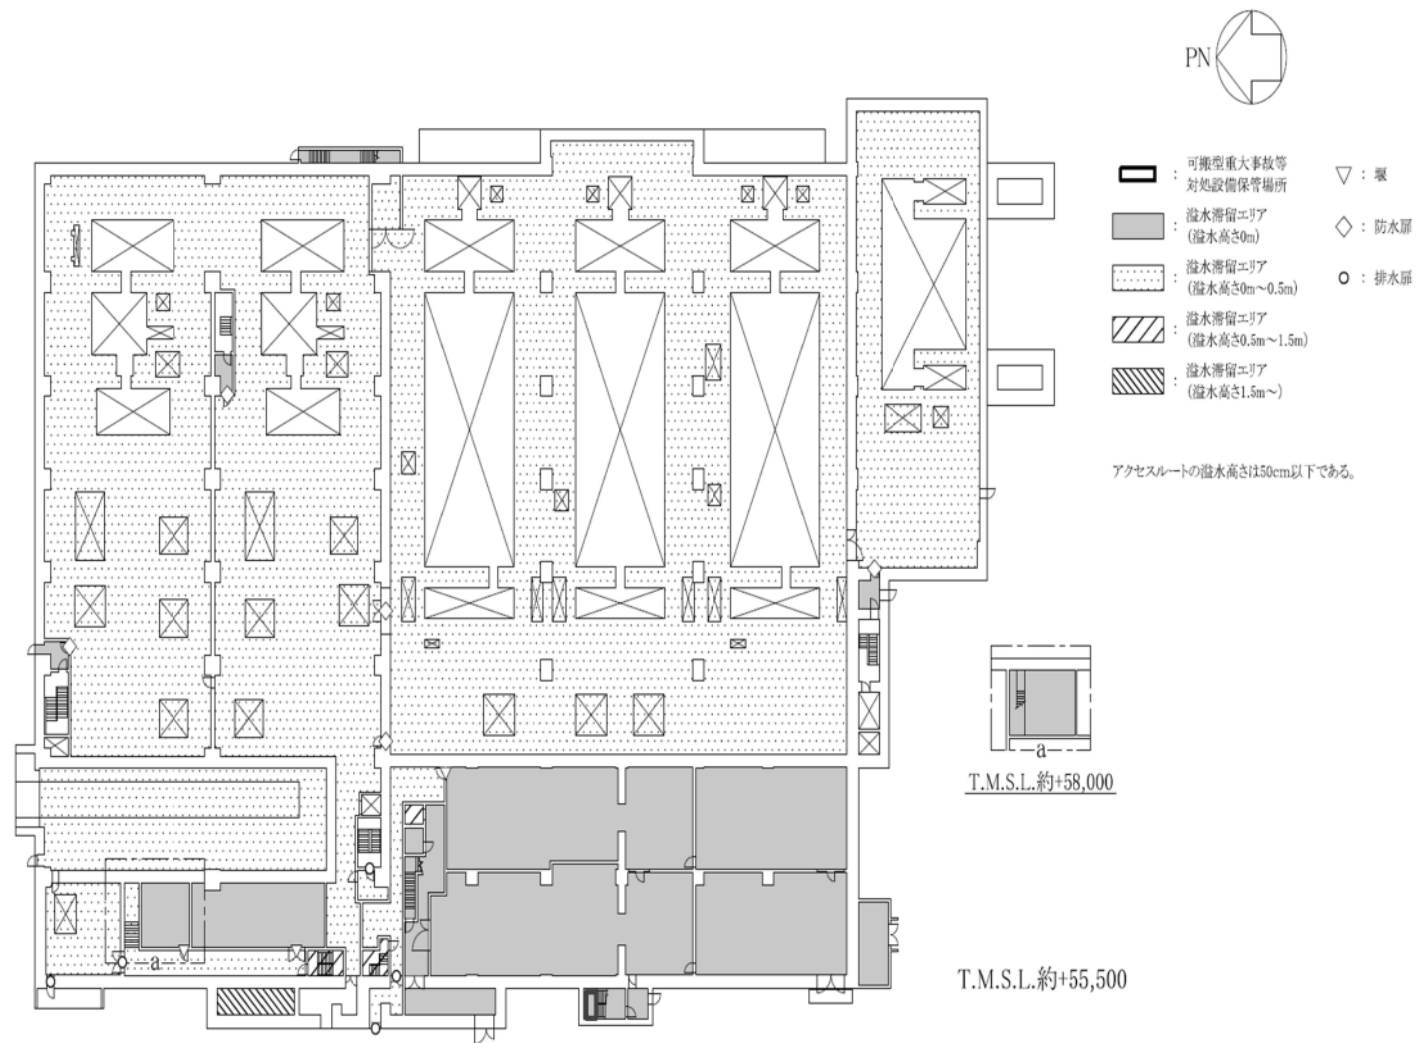 PN
: 可搬型重大事故等
対処設備保管場所
: 堰
: 溢水滞留エリア
(溢水高さ0m)
: 防水扉
: 溢水滞留エリア
(溢水高さ0m～0.5m)
: 排水扉
: 溢水滞留エリア
(溢水高さ0.5m～1.5m)
: 溢水滞留エリア
(溢水高さ1.5m～)
アクセスルートの溢水高さは50cm以下である。
a
T.M.S.L.約+58,000
a
T.M.S.L.約+55,500